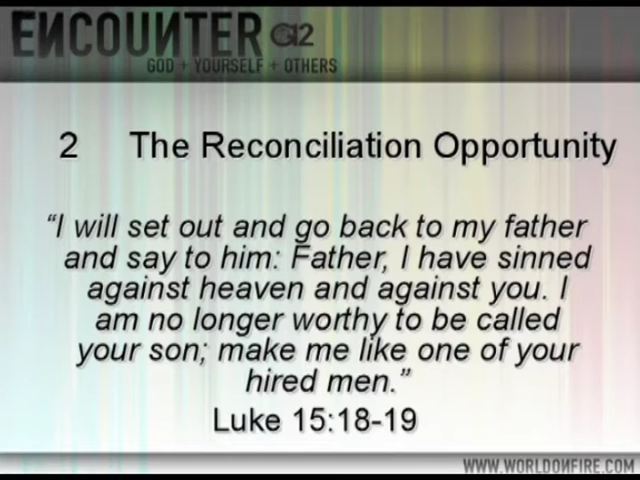 ENCOUNTER G12
GOD + YOURSELF + OTHERS
2 The Reconciliation Opportunity
“I will set out and go back to my father
and say to him: Father, I have sinned
against heaven and against you. I
am no longer worthy to be called
your son; make me like one of your
hired men.”
Luke 15:18-19
WWW.WORLDONFIRE.COM